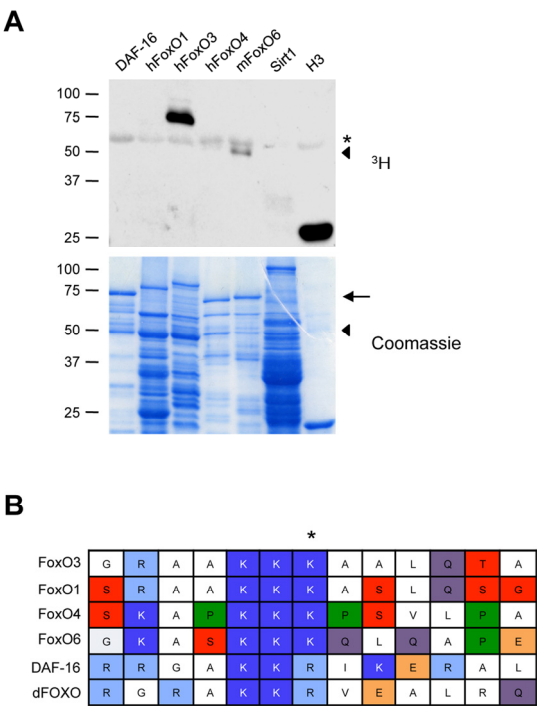 A
DAF-16 hFoxO1 hFoxO3 hFoxO4 mFoxO6 Sirt1 H3
100
75
*
50
3H
37
25
100
75
50
Coomassie
37
25
B
*
FoxO3 G R A A K K K A A L Q T A
FoxO1 S R A A K K K A S L Q S G
FoxO4 S K A P K K K P S V L P A
FoxO6 G K A S K K K Q L Q A P E
DAF-16 R R G A K K R I K E R A L
dFOXO R G R A K K R V E A L R Q